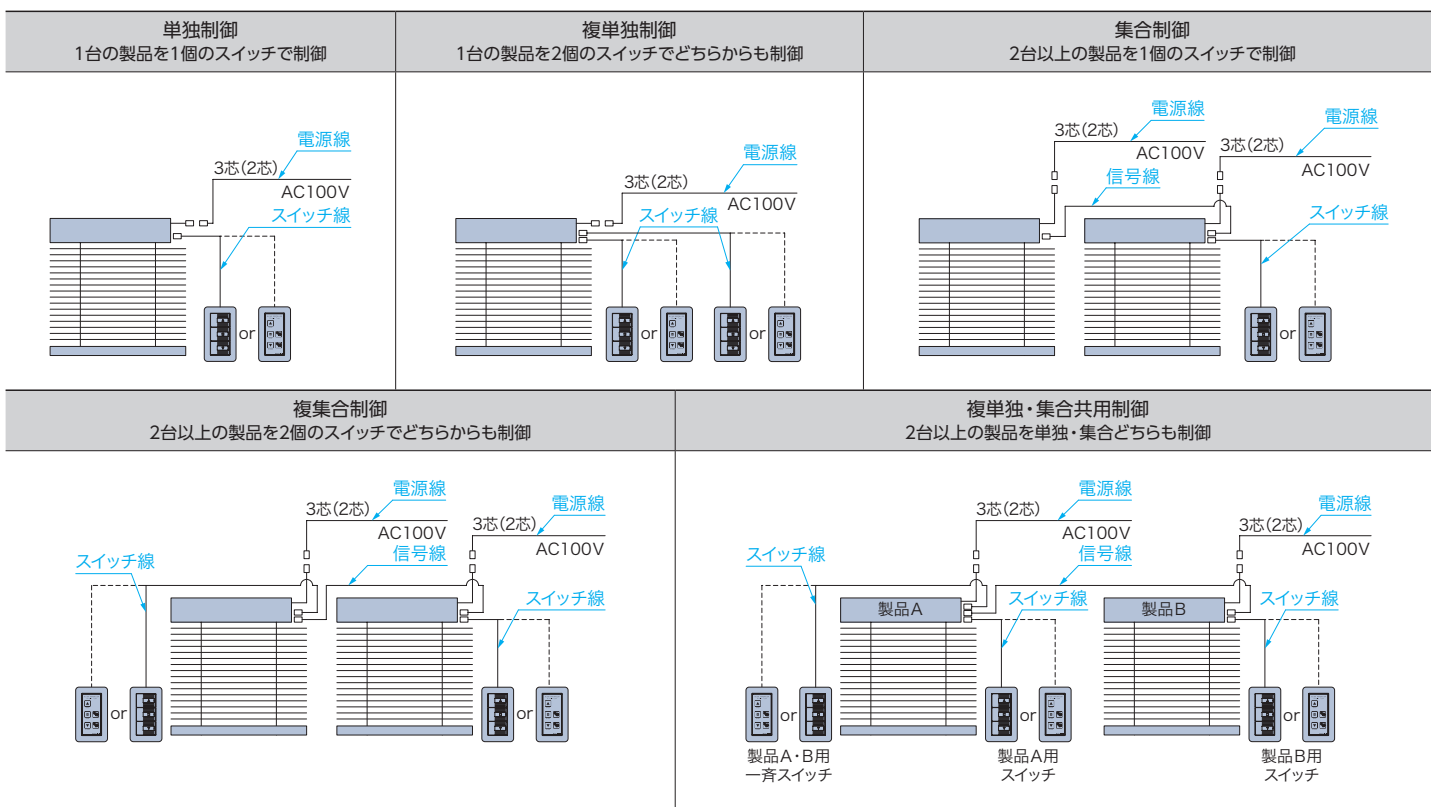 単独制御
1台の製品を1個のスイッチで制御
複単独制御
1台の製品を2個のスイッチでどちらからも制御
集合制御
2台以上の製品を1個のスイッチで制御
電源線
3芯(2芯)
AC100V
スイッチ線
or
電源線
3芯(2芯)
AC100V
スイッチ線
or
or
電源線
3芯(2芯)
AC100V
電源線
3芯(2芯)
AC100V
信号線
スイッチ線
or
複集合制御
2台以上の製品を2個のスイッチでどちらからも制御
複単独・集合共用制御
2台以上の製品を単独・集合どちらも制御
電源線
3芯(2芯)
AC100V
電源線
3芯(2芯)
AC100V
スイッチ線
信号線
スイッチ線
or
or
電源線
3芯(2芯)
AC100V
電源線
3芯(2芯)
AC100V
スイッチ線
信号線
製品A
スイッチ線
製品B
スイッチ線
or
or
or
製品A・B用
一斉スイッチ
製品A用
スイッチ
製品B用
スイッチ